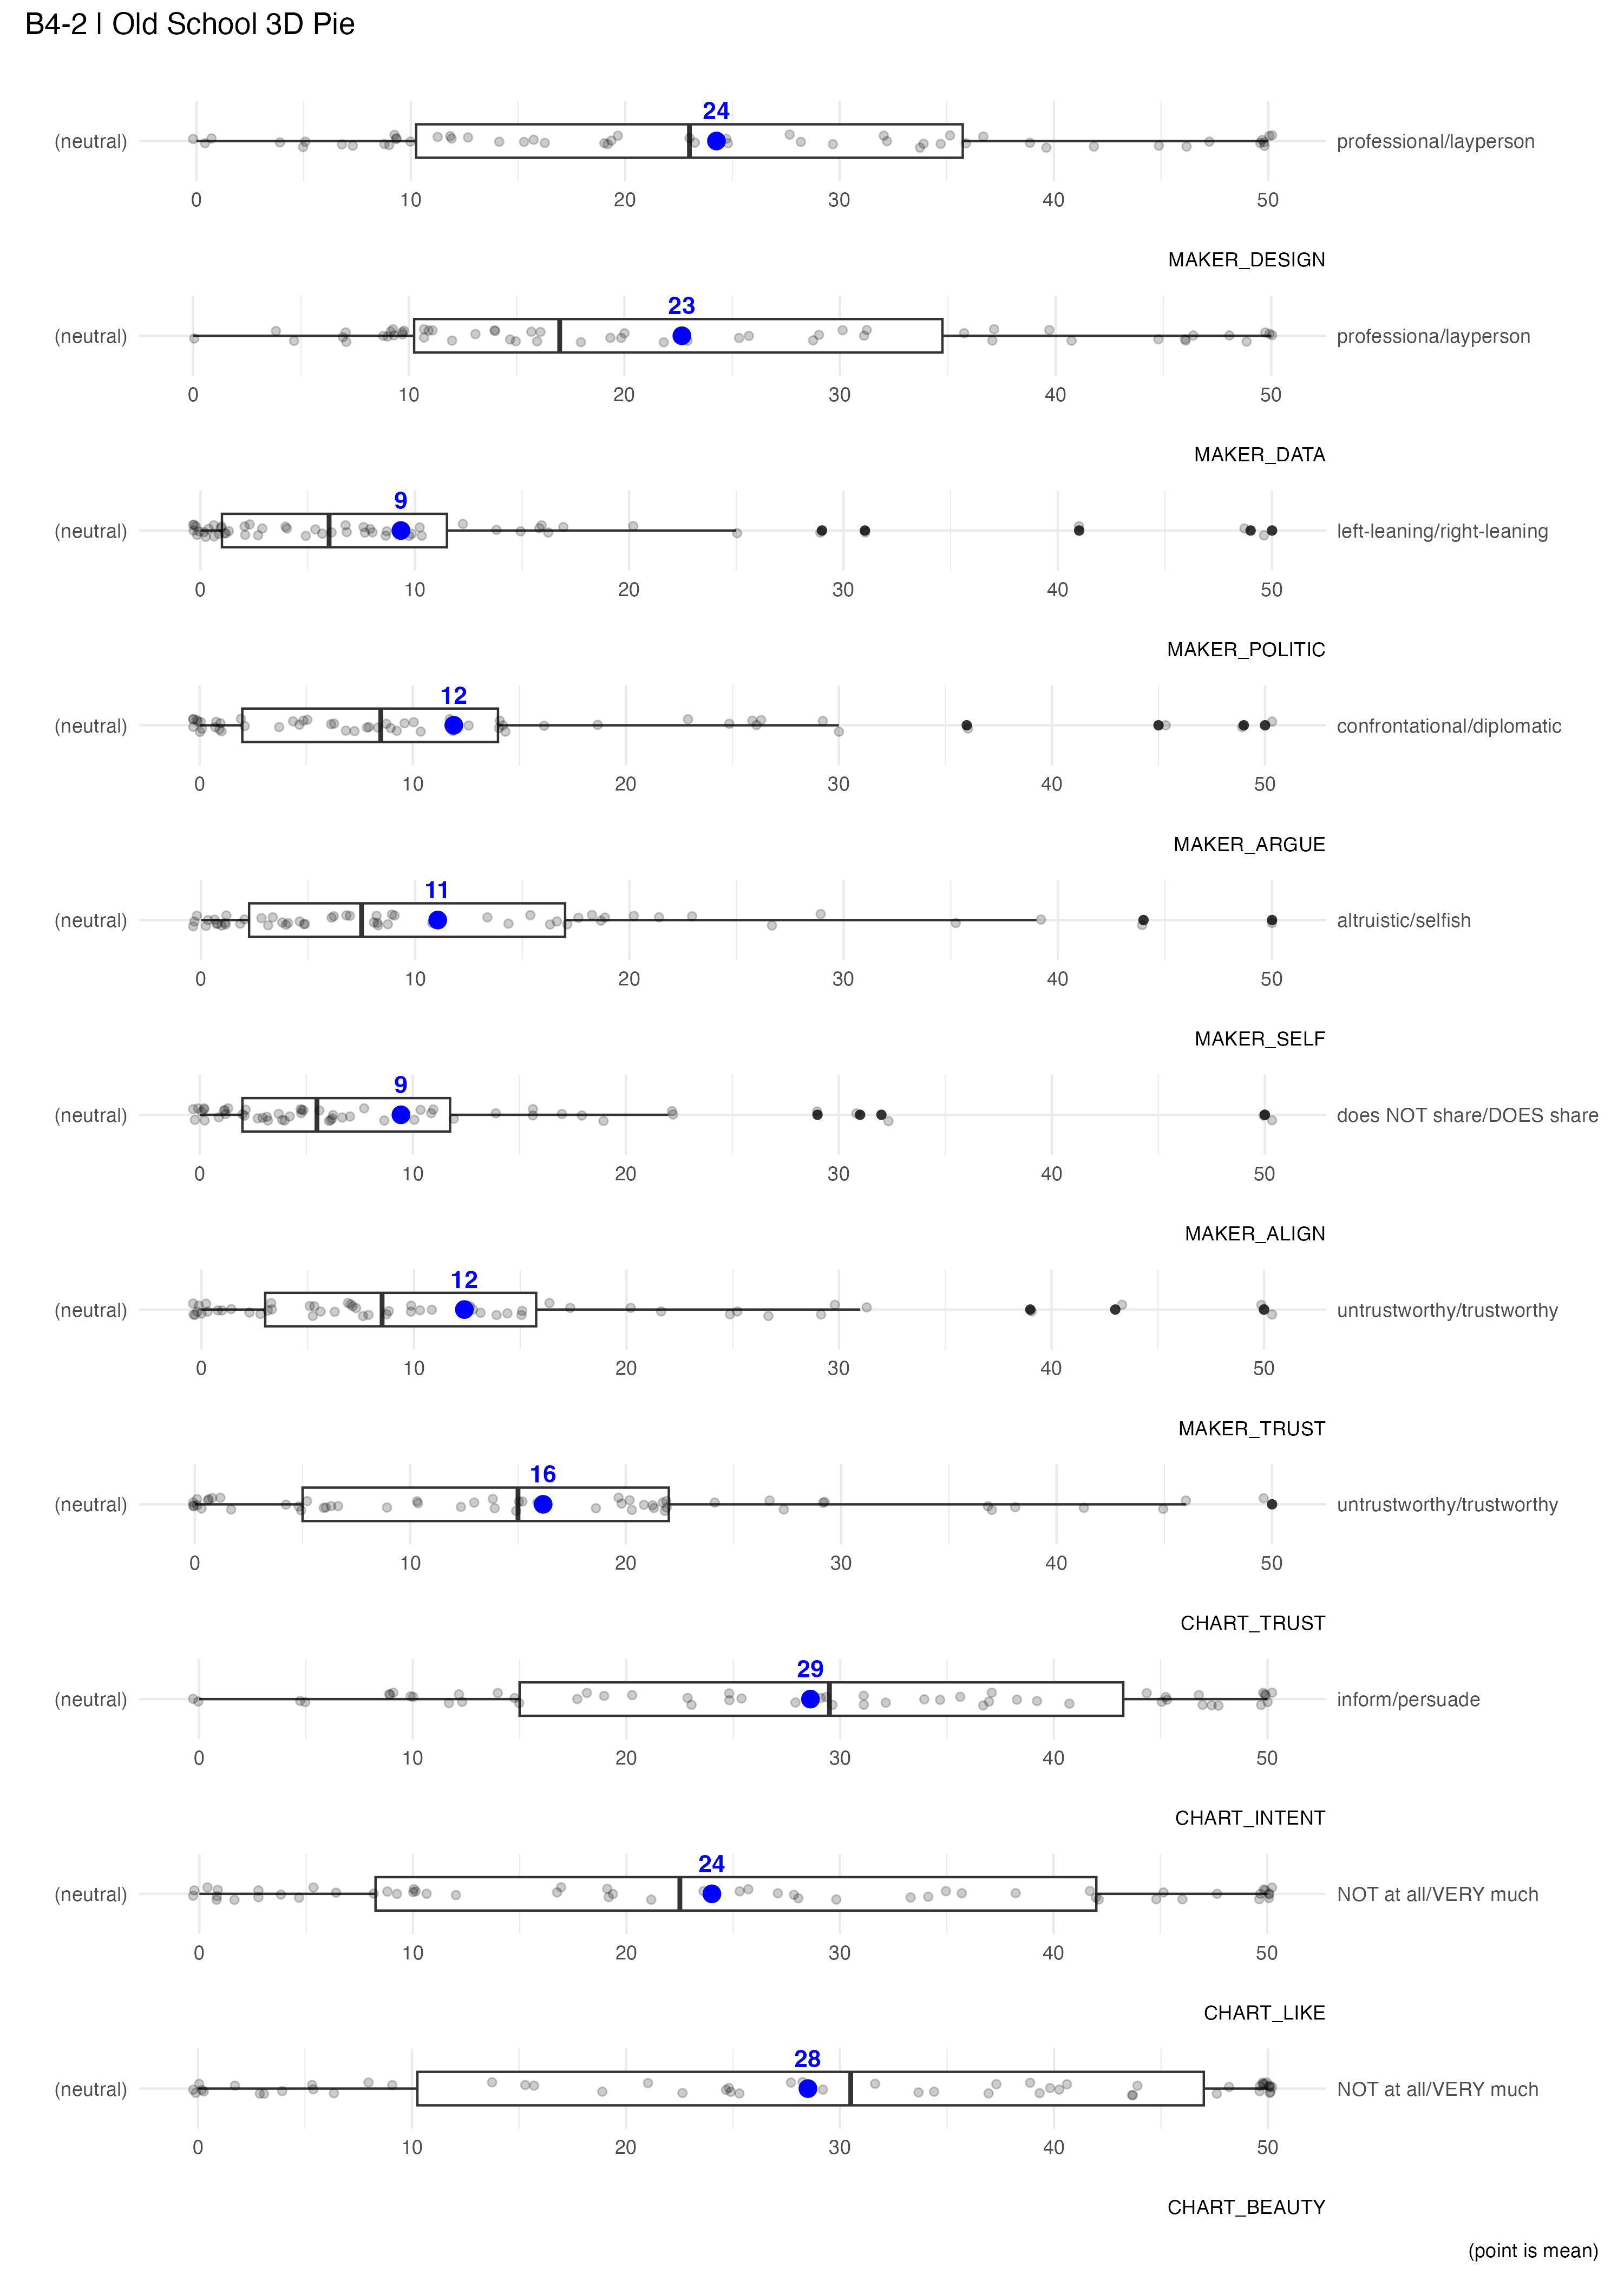 B4-2 | Old School 3D Pie
24
(neutral) professional/layperson
0 10 20 30 40 50
MAKER_DESIGN
23
(neutral) professiona/layperson
0 10 20 30 40 50
MAKER_DATA
9
(neutral) left-leaning/right-leaning
0 10 20 30 40 50
MAKER_POLITIC
12
(neutral) confrontational/diplomatic
0 10 20 30 40 50
MAKER_ARGUE
11
(neutral) altruistic/selfish
0 10 20 30 40 50
MAKER_SELF
9
(neutral) does NOT share/DOES share
0 10 20 30 40 50
MAKER_ALIGN
12
(neutral) untrustworthy/trustworthy
0 10 20 30 40 50
MAKER_TRUST
16
(neutral) untrustworthy/trustworthy
0 10 20 30 40 50
CHART_TRUST
29
(neutral) inform/persuade
0 10 20 30 40 50
CHART_INTENT
24
(neutral) NOT at all/VERY much
0 10 20 30 40 50
CHART_LIKE
28
(neutral) NOT at all/VERY much
0 10 20 30 40 50
CHART_BEAUTY
(point is mean)